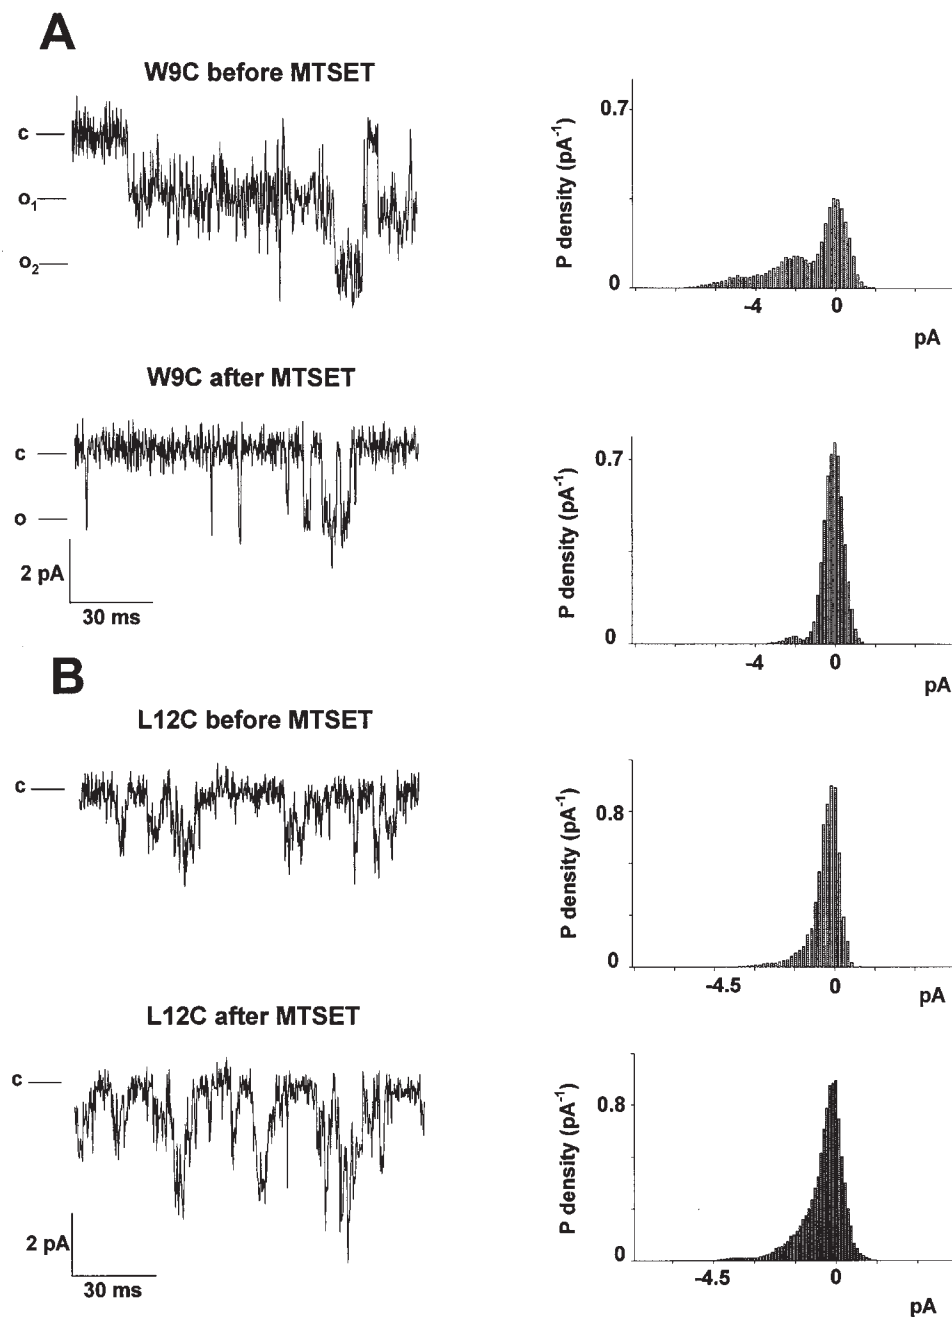 A
W9C before MTSET
c
o1
o2
P density (pA-1)
0.7
0
-4
0
pA
W9C after MTSET
c
o
2 pA
30 ms
P density (pA-1)
0.7
0
-4
0
pA
B
L12C before MTSET
c
P density (pA-1)
0.8
0
-4.5
0
pA
L12C after MTSET
c
2 pA
30 ms
P density (pA-1)
0.8
0
-4.5
0
pA